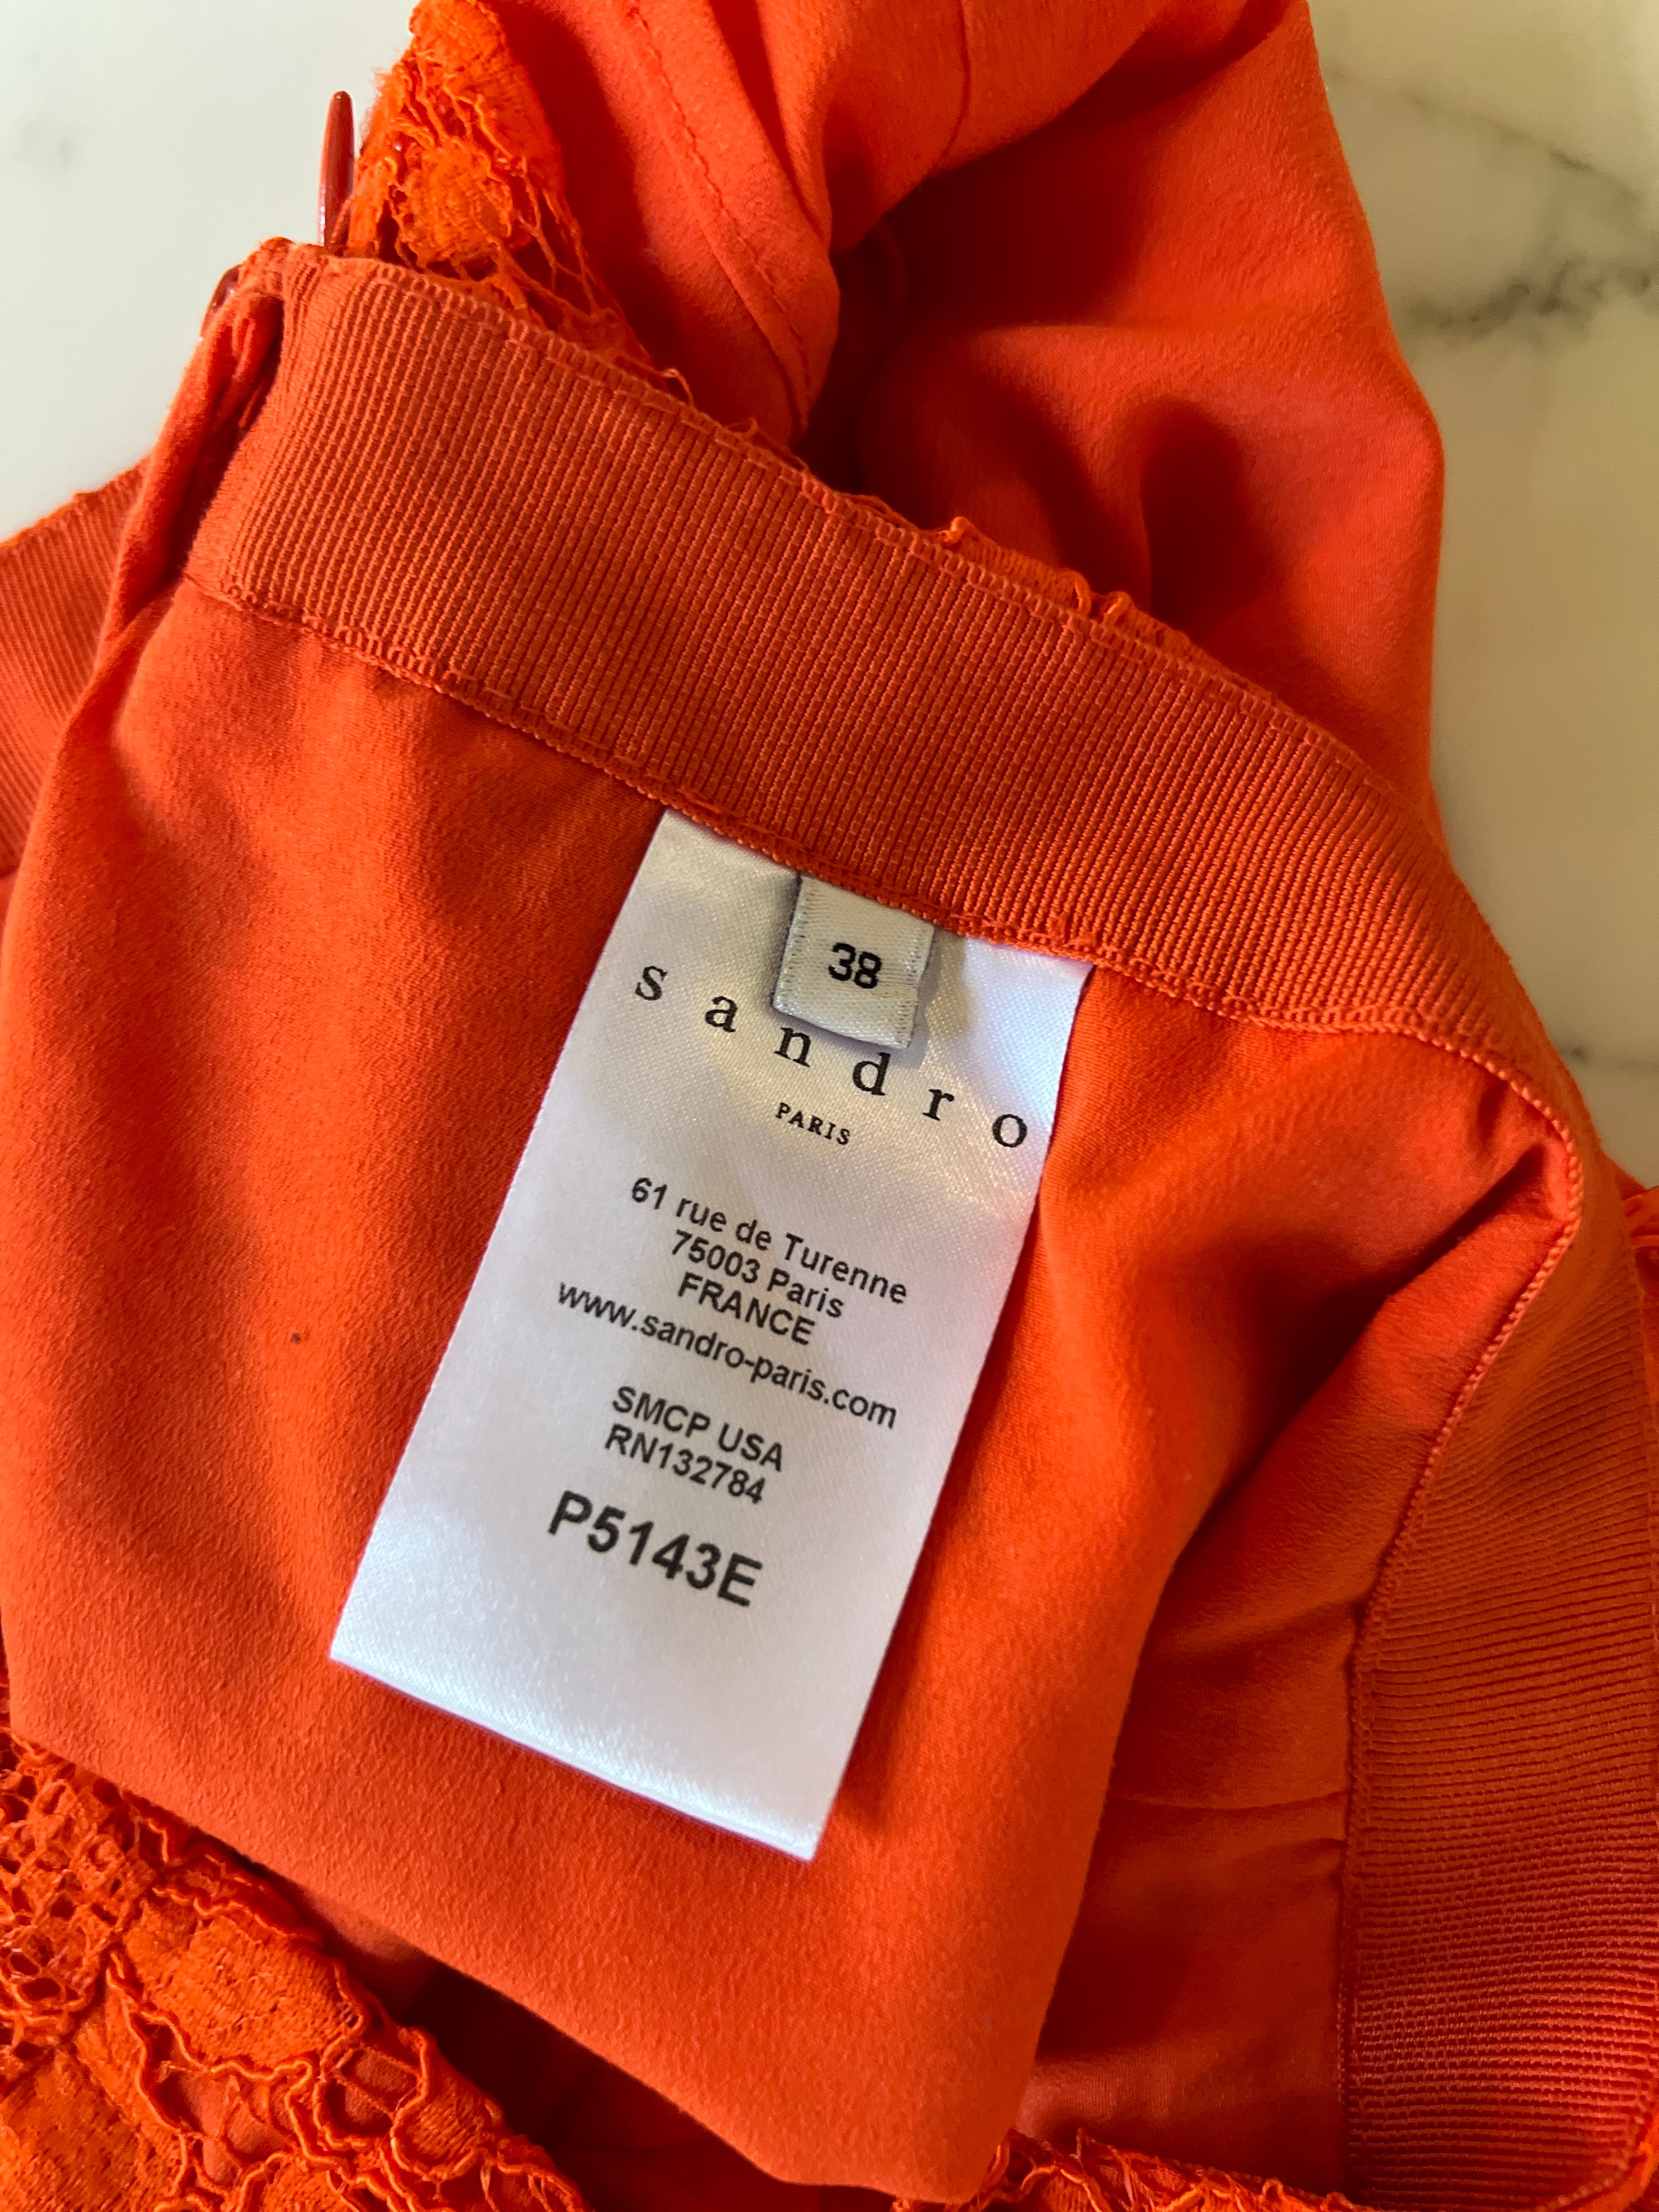 38
sandro
PARIS
61 rue de Turenne
75003 Paris
FRANCE
www.sandro-paris.com
SMCP USA
RN132784
P5143E